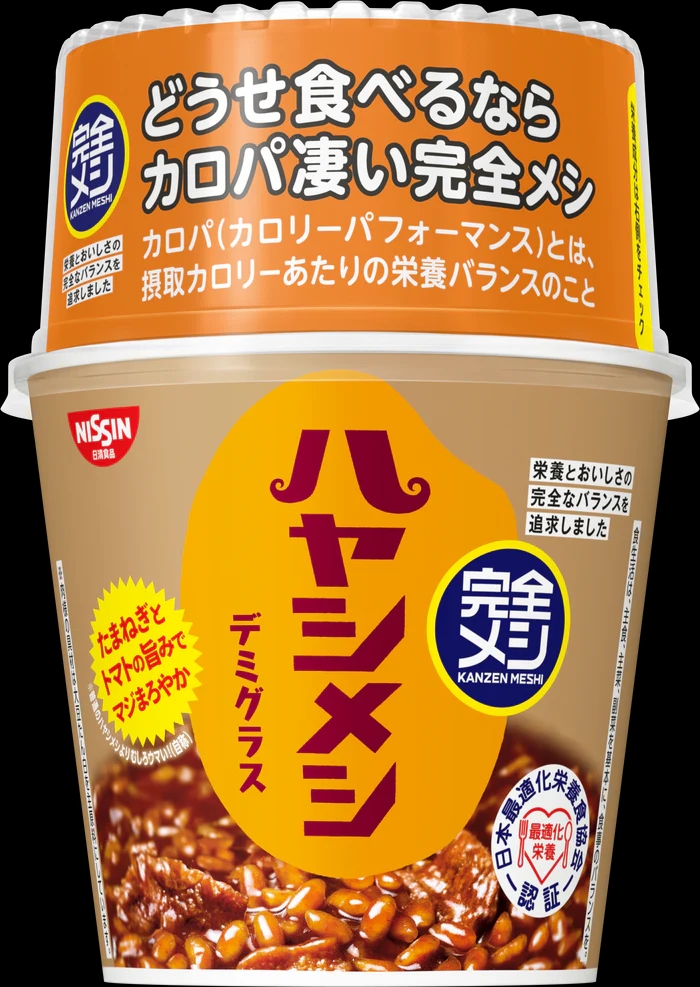 どうせ食べるなら
カロパ凄い完全メシ
カロパ(カロリーパフォーマンス)とは、
摂取カロリーあたりの栄養バランスのこと
完全
メシ
KANZEN MESHI
栄養とおいしさの
完全なバランスを
追求しました
NISSIN
日清食品
ハヤシメシ
デミグラス
栄養とおいしさの
完全なバランスを
追求しました
完全
メシ
KANZEN MESHI
たまねぎと
トマトの旨みで
マジまろやか
日本最適化栄養食協会
最適化
栄養
認証